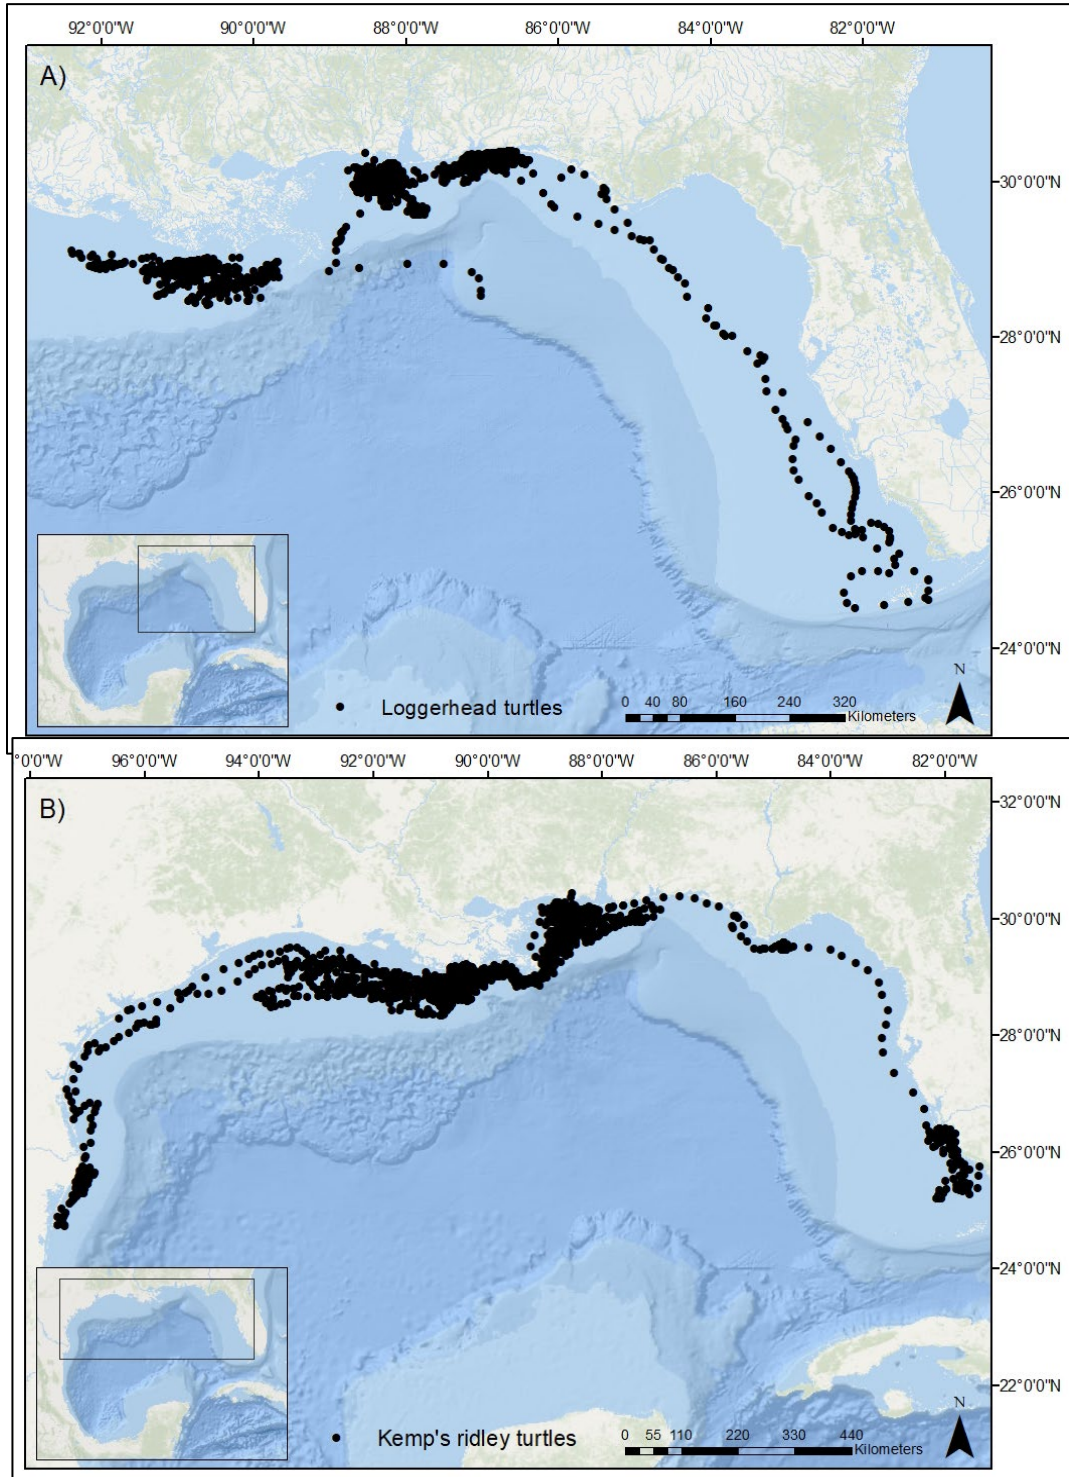 92°0'0"W 90°0'0"W 88°0'0"W 86°0'0"W 84°0'0"W 82°0'0"W
A)
30°0'0"N
28°0'0"N
26°0'0"N
24°0'0"N
N
Loggerhead turtles
0 40 80 160 240 320
Kilometers
°0'0"W 96°0'0"W 94°0'0"W 92°0'0"W 90°0'0"W 88°0'0"W 86°0'0"W 84°0'0"W 82°0'0"W
B)
32°0'0"N
30°0'0"N
28°0'0"N
26°0'0"N
24°0'0"N
22°0'0"N
N
Kemp's ridley turtles
0 55 110 220 330 440
Kilometers